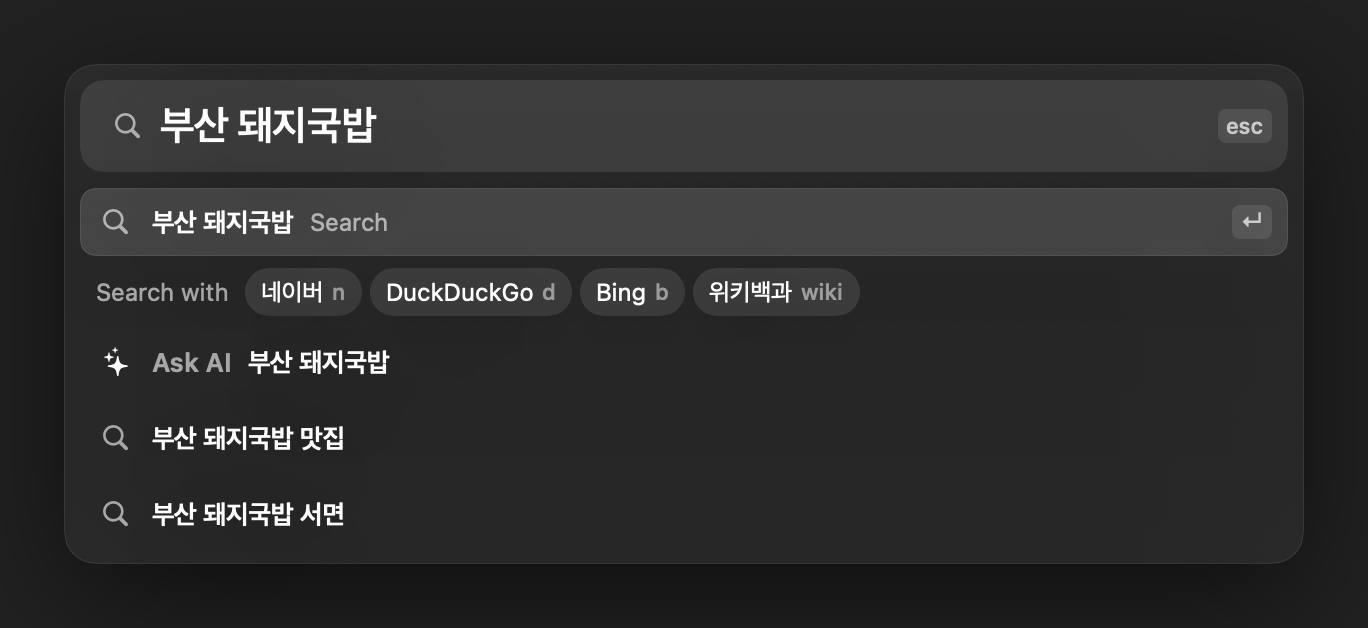 부산 돼지국밥 esc
부산 돼지국밥 Search
Search with 네이버 n DuckDuckGo d Bing b 위키백과 wiki
Ask AI 부산 돼지국밥
부산 돼지국밥 맛집
부산 돼지국밥 서면